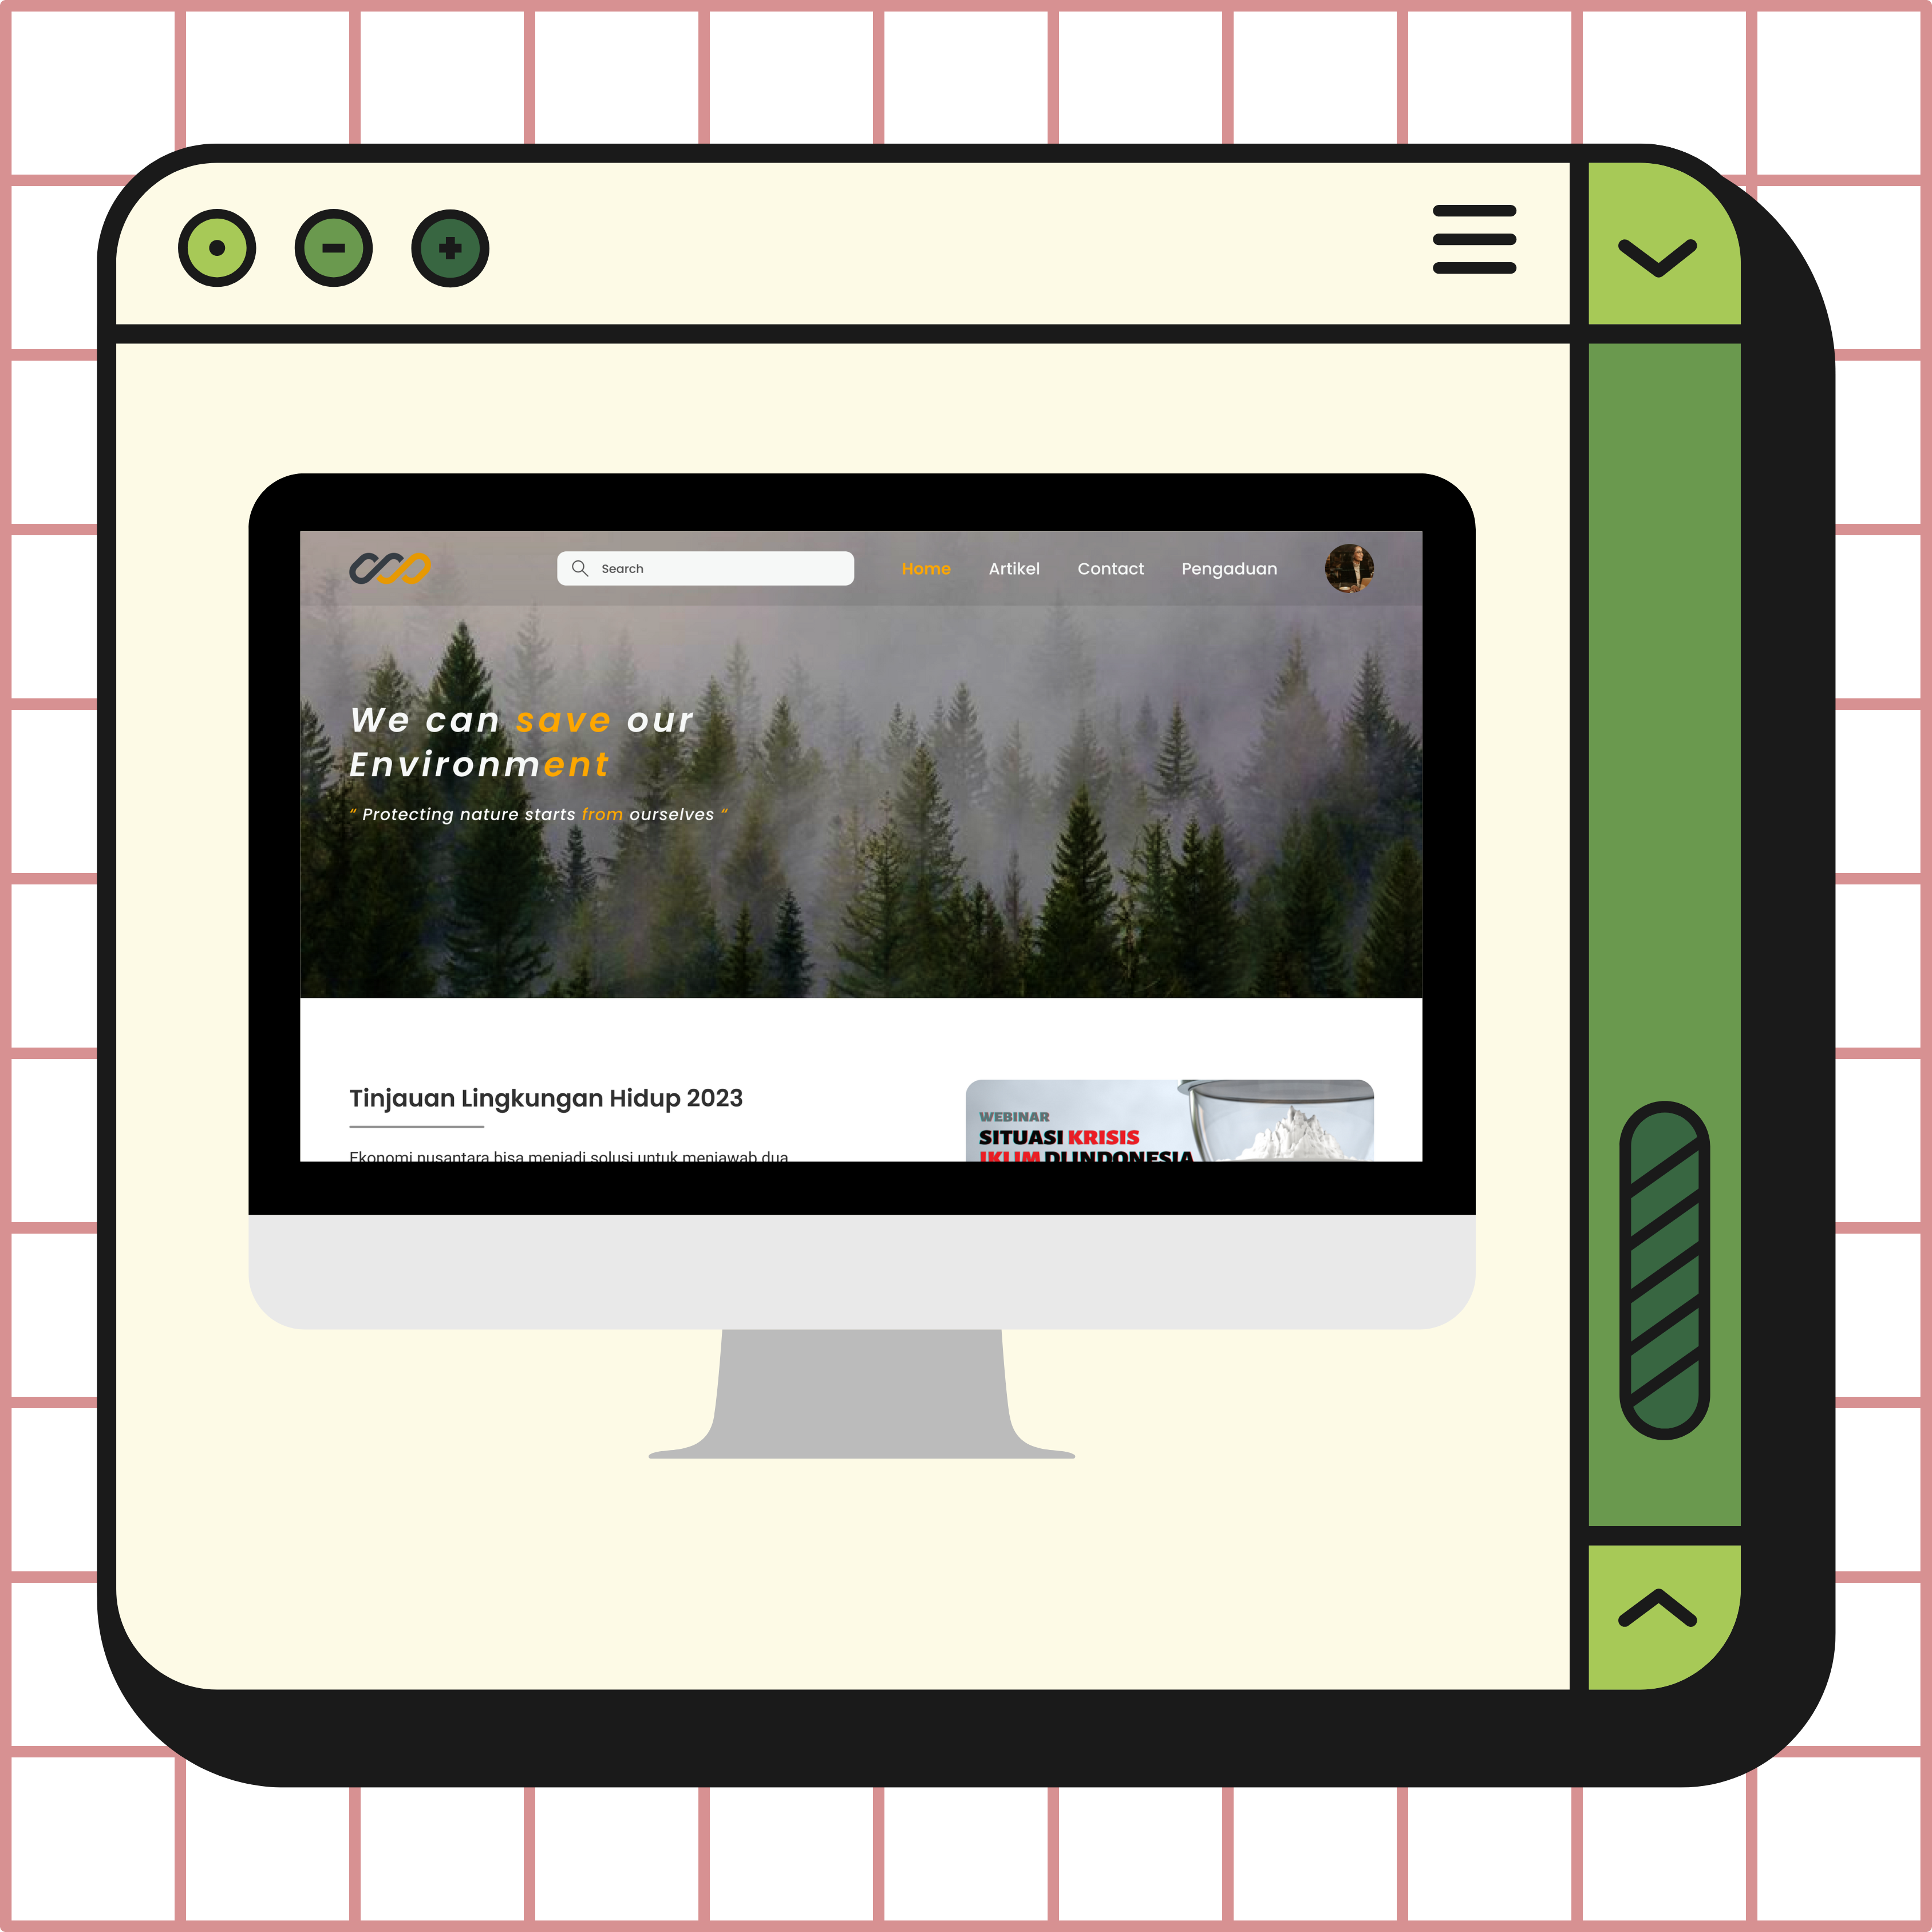 Search
Home Artikel Contact Pengaduan
We can save our
Environment
“ Protecting nature starts from ourselves “
Tinjauan Lingkungan Hidup 2023
Ekonomi nusantara bisa menjadi solusi untuk menjawab dua
WEBINAR
SITUASI KRISIS
IKLIM DI INDONESIA